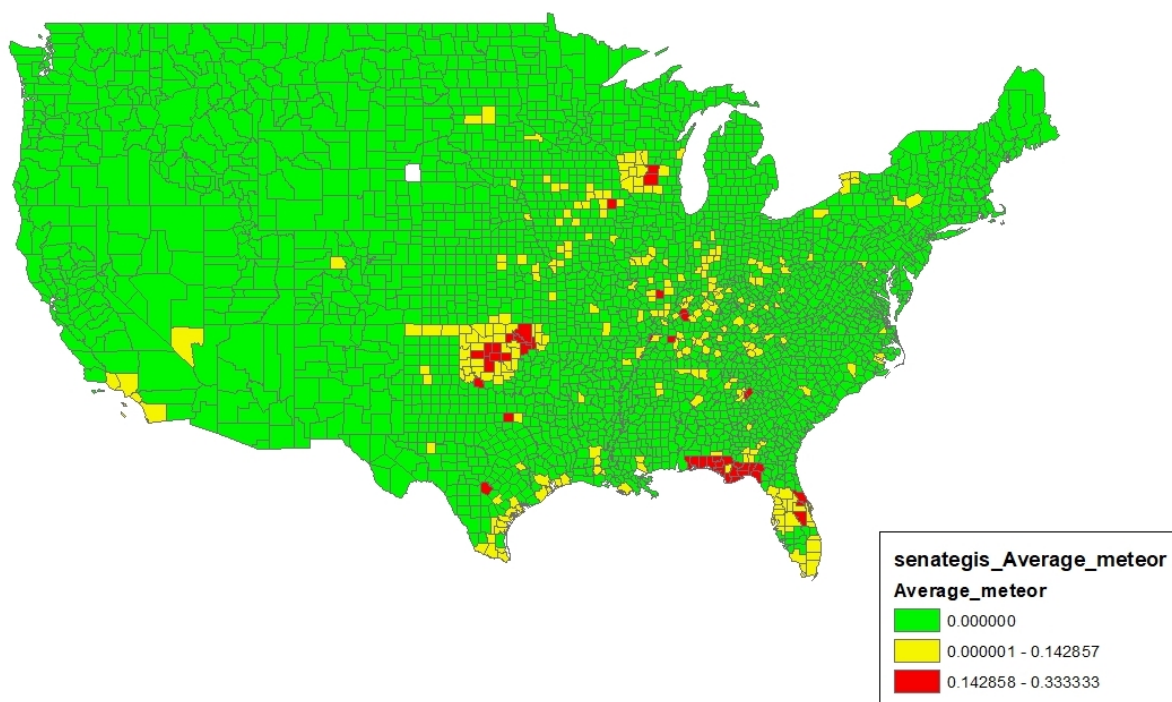 senategis_Average_meteor
Average_meteor
0.000000
0.000001 - 0.142857
0.142858 - 0.333333